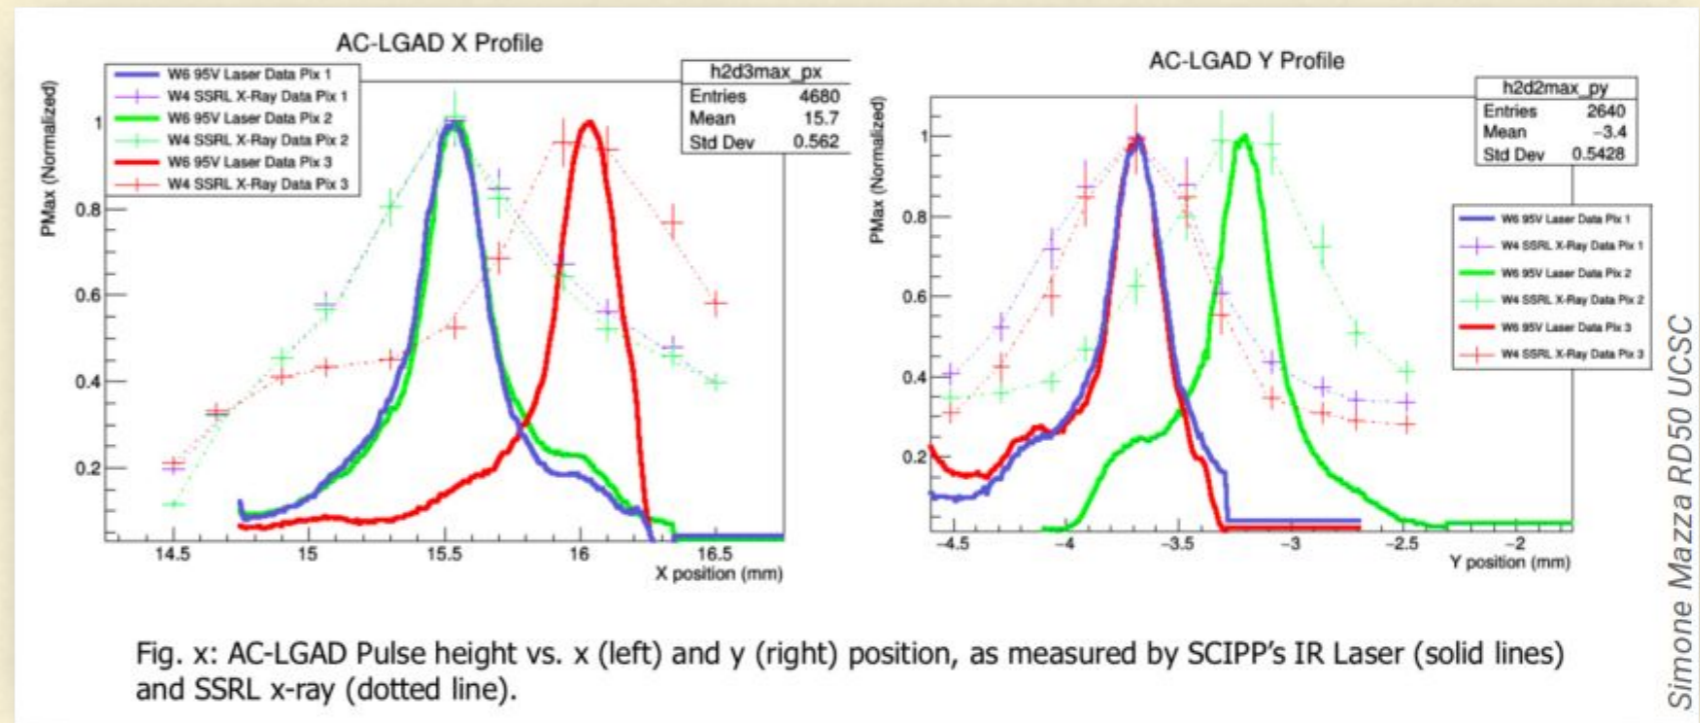 AC-LGAD X Profile
W6 95V Laser Data Pix 1
W4 SSRL X-Ray Data Pix 1
W6 95V Laser Data Pix 2
W4 SSRL X-Ray Data Pix 2
W6 95V Laser Data Pix 3
W4 SSRL X-Ray Data Pix 3
h2d3max_px
Entries 4680
Mean 15.7
Std Dev 0.562
PMax (Normalized)
1
0.8
0.6
0.4
0.2
14.5 15 15.5 16 16.5
X position (mm)
AC-LGAD Y Profile
h2d2max_py
Entries 2640
Mean −3.4
Std Dev 0.5428
W6 95V Laser Data Pix 1
W4 SSRL X-Ray Data Pix 1
W6 95V Laser Data Pix 2
W4 SSRL X-Ray Data Pix 2
W6 95V Laser Data Pix 3
W4 SSRL X-Ray Data Pix 3
PMax (Normalized)
1
0.8
0.6
0.4
0.2
−4.5 −4 −3.5 −3 −2.5 −2
Y position (mm)
Simone Mazza RD50 UCSC
Fig. x: AC-LGAD Pulse height vs. x (left) and y (right) position, as measured by SCIPP's IR Laser (solid lines)
and SSRL x-ray (dotted line).